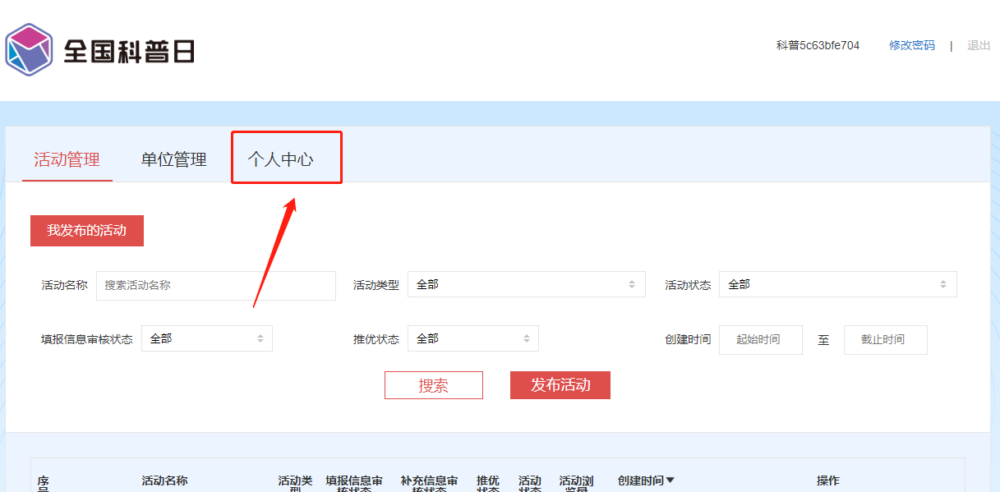 全国科普日
科普5c63bfe704 修改密码 | 退出
活动管理 单位管理 个人中心
我发布的活动
活动名称 搜索活动名称 活动类型 全部 活动状态 全部
填报信息审核状态 全部 推优状态 全部 创建时间 起始时间 至 截止时间
搜索 发布活动
序号 活动名称 活动类型 填报信息审核状态 补充信息审核状态 推优状态 活动状态 活动浏览量 创建时间 操作